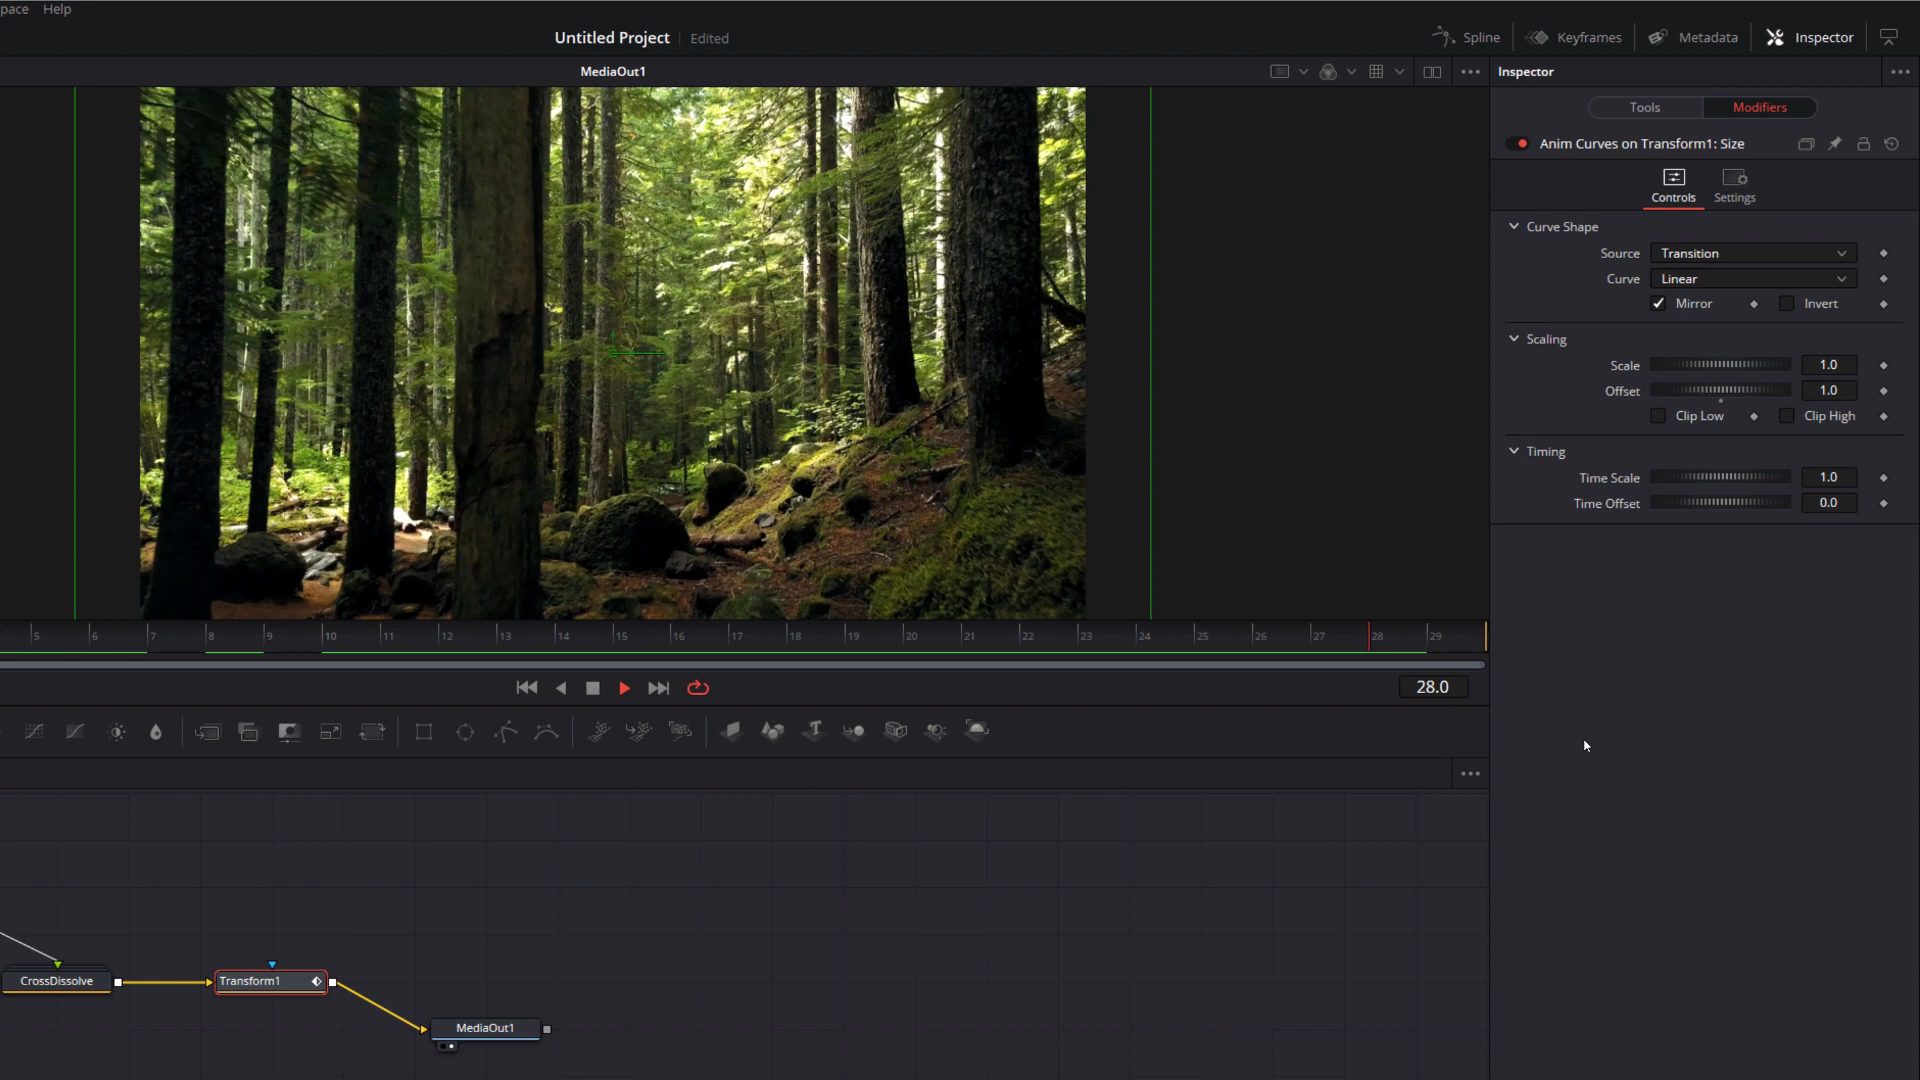 pace Help
Untitled Project Edited
Spline Keyframes Metadata Inspector
MediaOut1
Inspector
Tools Modifiers
Anim Curves on Transform1: Size
Controls Settings
Curve Shape
Source Transition
Curve Linear
Mirror Invert
Scaling
Scale 1.0
Offset 1.0
Clip Low Clip High
Timing
Time Scale 1.0
Time Offset 0.0
5 6 7 8 9 10 11 12 13 14 15 16 17 18 19 20 21 22 23 24 25 26 27 28 29
28.0
T
CrossDissolve Transform1
MediaOut1